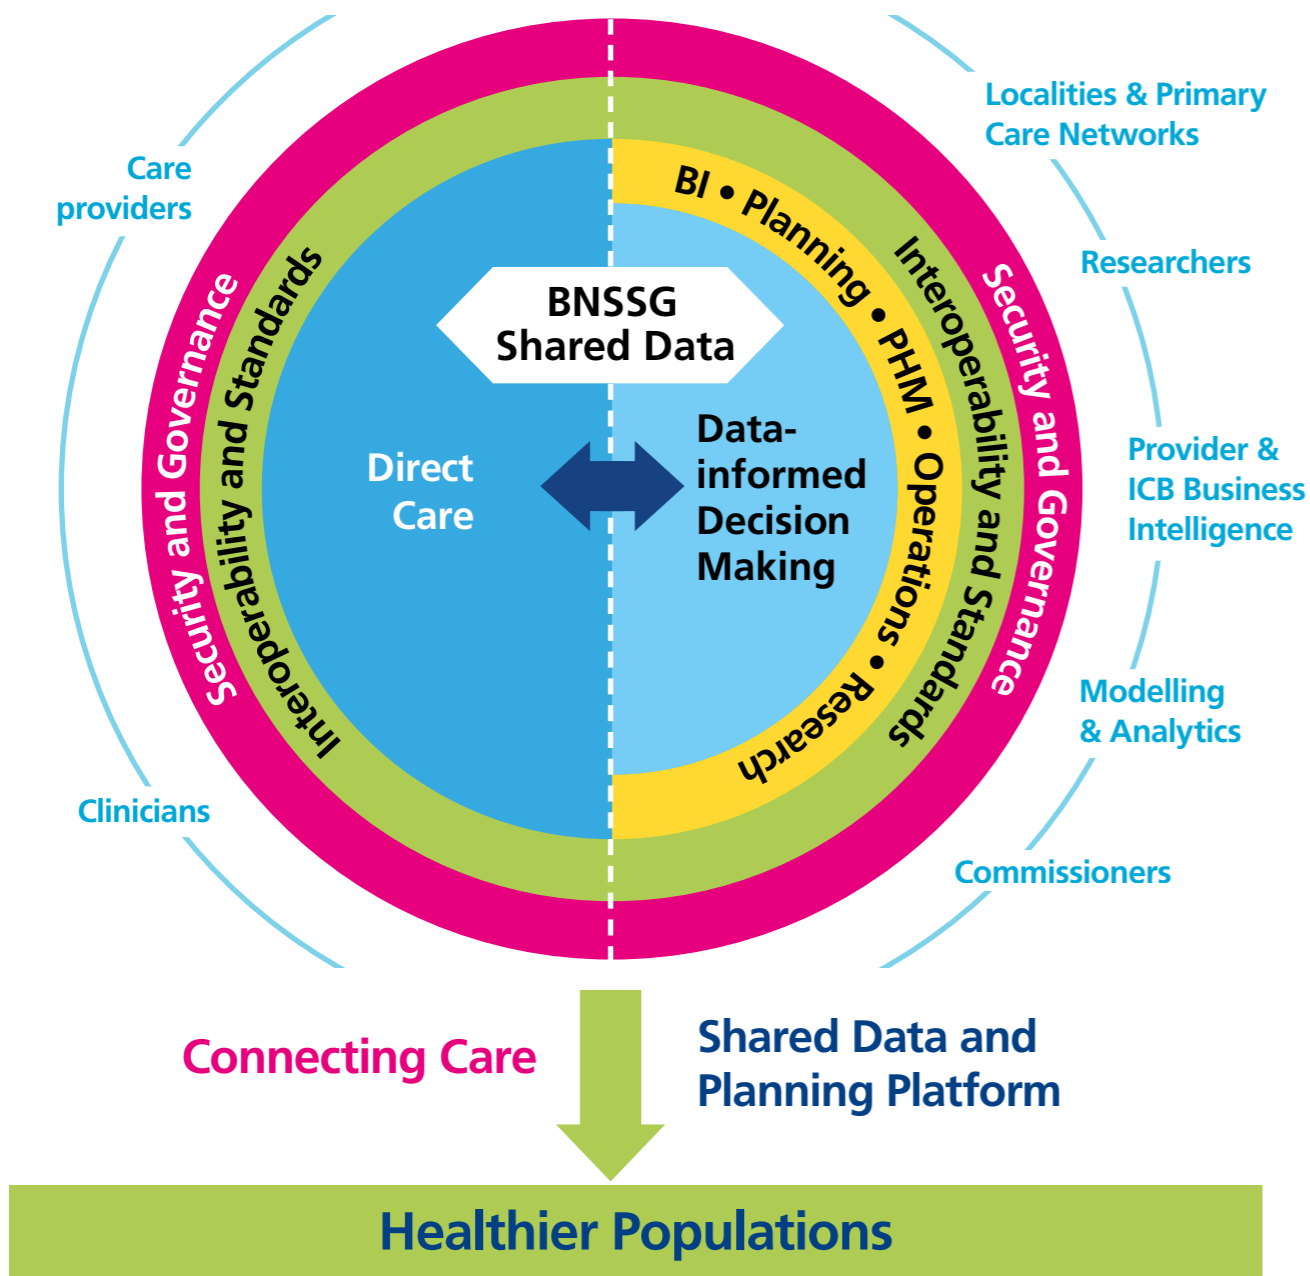 Care
providers
Clinicians
Security and Governance
Interoperability and Standards
BNSSG
Shared Data
Direct
Care
Data-
informed
Decision
Making
BI • Planning • PHM • Operations • Research
Interoperability and Standards
Security and Governance
Localities & Primary
Care Networks
Researchers
Provider &
ICB Business
Intelligence
Modelling
& Analytics
Commissioners
Connecting Care
Shared Data and
Planning Platform
Healthier Populations